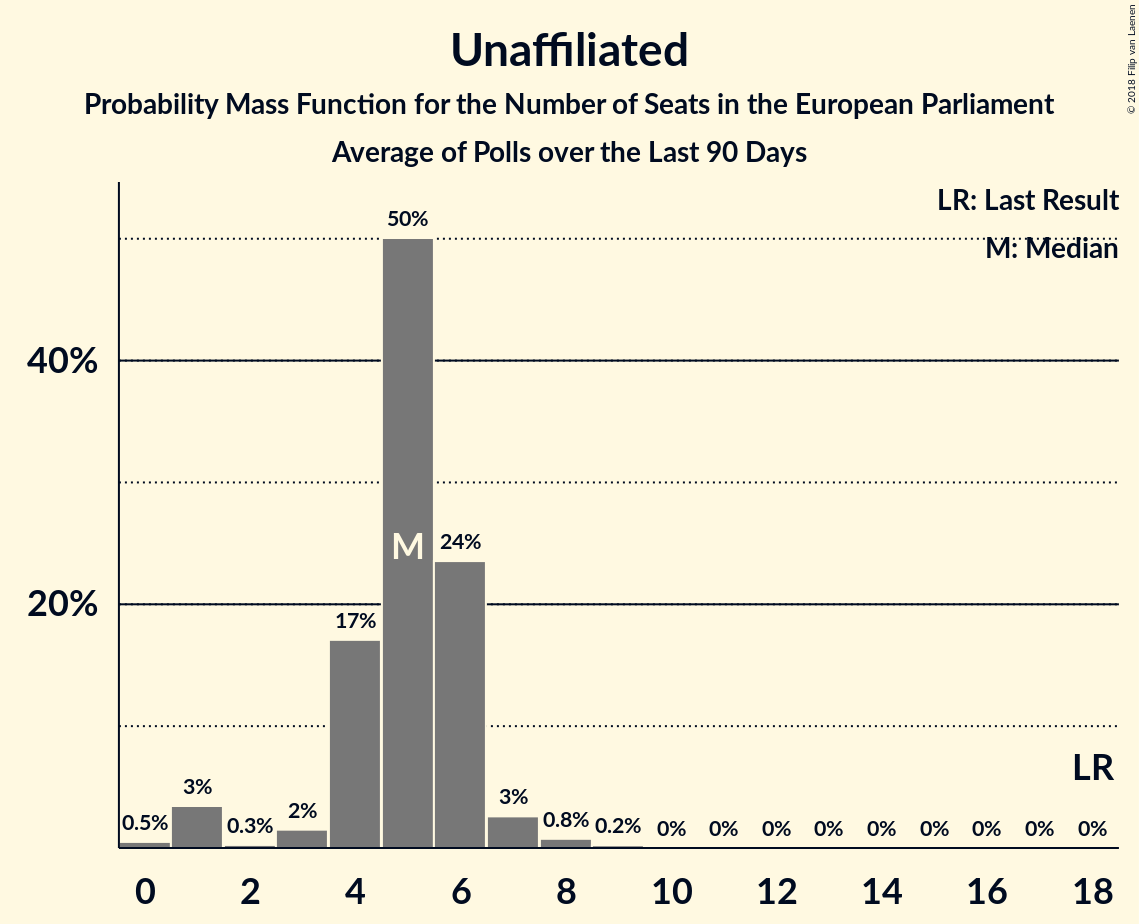 Unaffiliated
Probability Mass Function for the Number of Seats in the European Parliament
Average of Polls over the Last 90 Days
© 2018 Filip van Laenen
LR: Last Result
M: Median
50%
40%
M
24%
20%
17%
LR
3%
3%
2%
0.5%
0.3%
0.8%
0.2%
0% 0% 0% 0% 0% 0% 0% 0% 0%
0 2 4 6 8 10 12 14 16 18